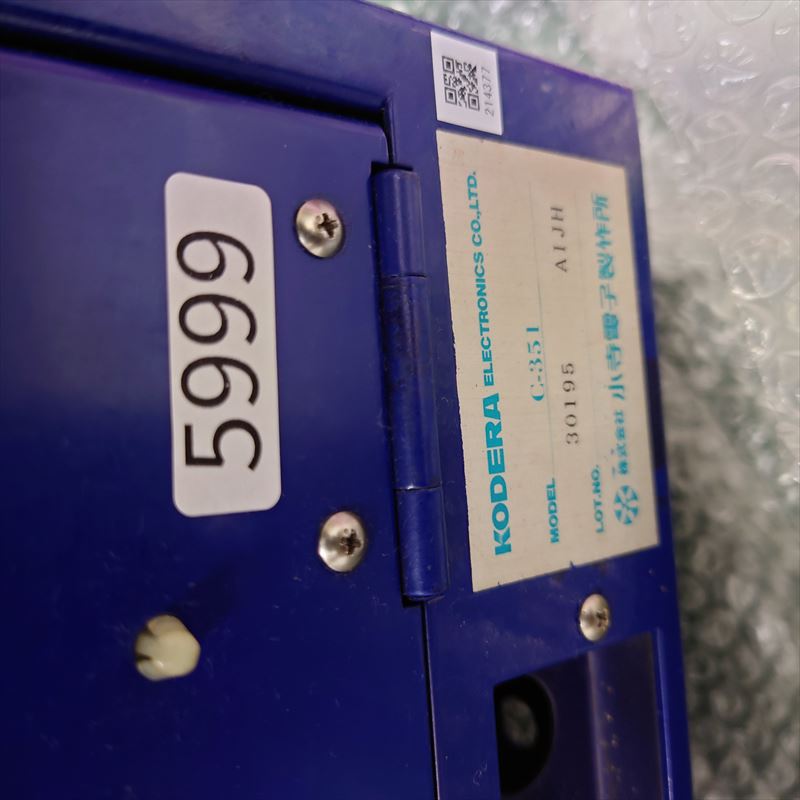 214377
KODERA ELECTRONICS CO.,LTD.
MODEL C-351
30195 AIJH
LOT.NO.
株式会社 小寺電子製作所
5999